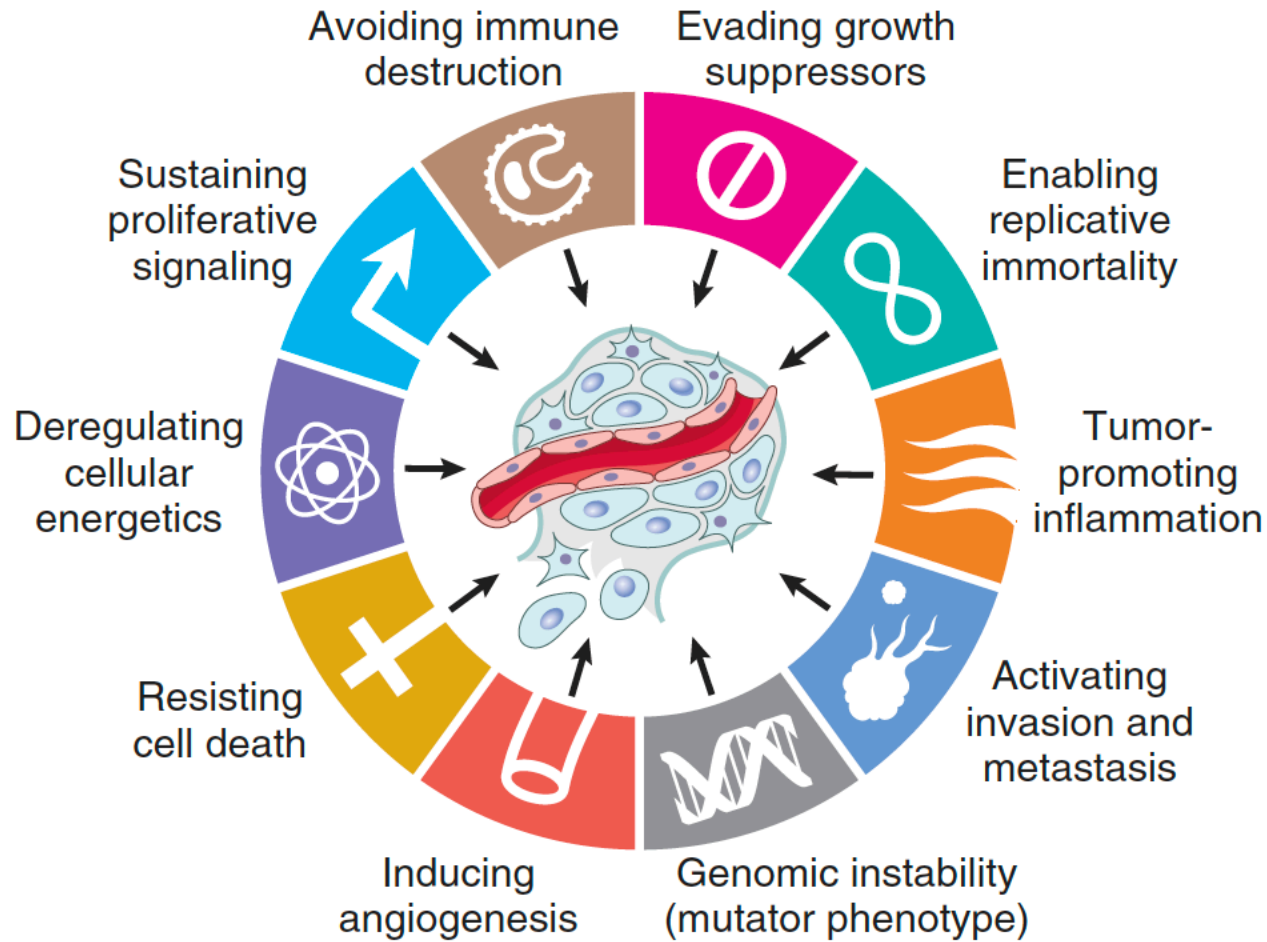 Avoiding immune
destruction
Evading growth
suppressors
Enabling
replicative
immortality
Tumor-
promoting
inflammation
Activating
invasion and
metastasis
Genomic instability
(mutator phenotype)
Inducing
angiogenesis
Resisting
cell death
Deregulating
cellular
energetics
Sustaining
proliferative
signaling